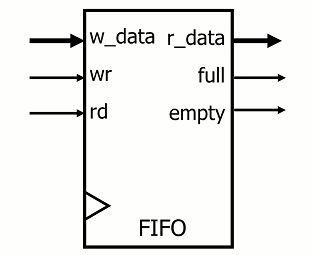 w_data r_data
wr full
rd empty
FIFO